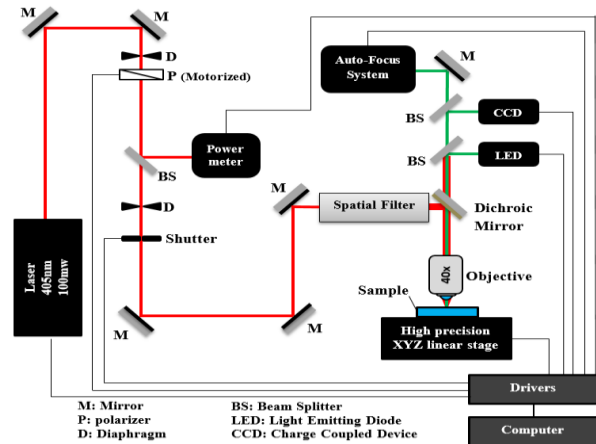 M
M
D
P (Motorized)
Auto-Focus
System
M
BS
CCD
Power
meter
BS
LED
BS
D
M
Spatial Filter
Dichroic
Mirror
Shutter
Laser
405nm
100mw
40x
Objective
Sample
M
M
High precision
XYZ linear stage
Drivers
Computer
M: Mirror
P: polarizer
D: Diaphragm
BS: Beam Splitter
LED: Light Emitting Diode
CCD: Charge Coupled Device